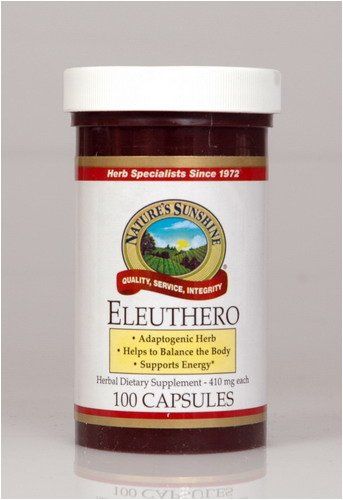 Herb Specialists Since 1972
NATURE'S SUNSHINE
®
QUALITY, SERVICE, INTEGRITY
ELEUTHERO
• Adaptogenic Herb
• Helps to Balance the Body
• Supports Energy*
Herbal Dietary Supplement - 410 mg each
100 CAPSULES